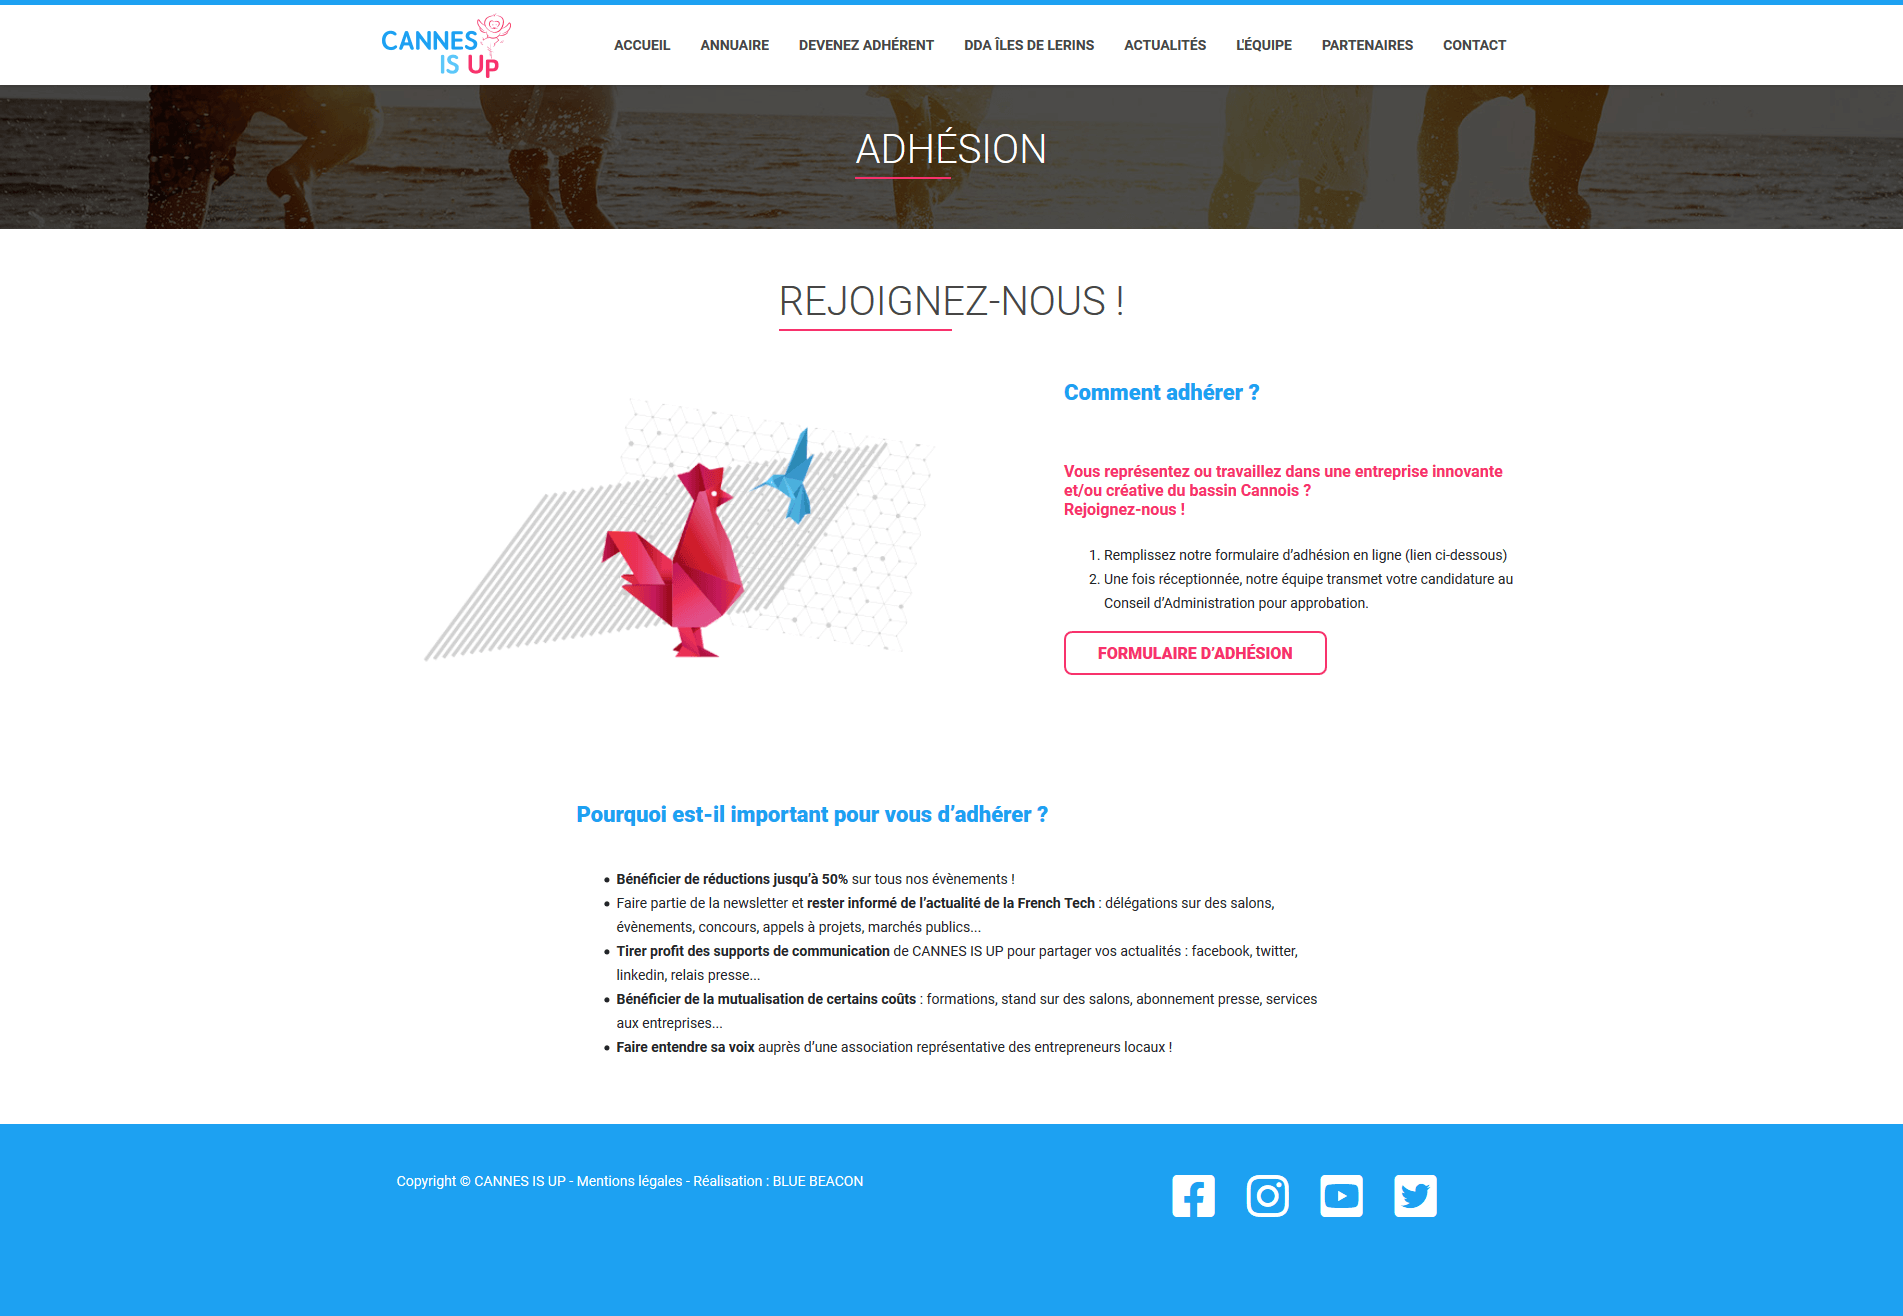 CANNES
IS UP
ACCUEIL ANNUAIRE DEVENEZ ADHÉRENT DDA ÎLES DE LERINS ACTUALITÉS L'ÉQUIPE PARTENAIRES CONTACT
ADHÉSION
REJOIGNEZ-NOUS !
Comment adhérer ?
Vous représentez ou travaillez dans une entreprise innovante
et/ou créative du bassin Cannois ?
Rejoignez-nous !
1. Remplissez notre formulaire d’adhésion en ligne (lien ci-dessous)
2. Une fois réceptionnée, notre équipe transmet votre candidature au
Conseil d’Administration pour approbation.
FORMULAIRE D’ADHÉSION
Pourquoi est-il important pour vous d’adhérer ?
• Bénéficier de réductions jusqu’à 50% sur tous nos évènements !
• Faire partie de la newsletter et rester informé de l’actualité de la French Tech : délégations sur des salons,
évènements, concours, appels à projets, marchés publics...
• Tirer profit des supports de communication de CANNES IS UP pour partager vos actualités : facebook, twitter,
linkedin, relais presse...
• Bénéficier de la mutualisation de certains coûts : formations, stand sur des salons, abonnement presse, services
aux entreprises...
• Faire entendre sa voix auprès d’une association représentative des entrepreneurs locaux !
Copyright © CANNES IS UP - Mentions légales - Réalisation : BLUE BEACON